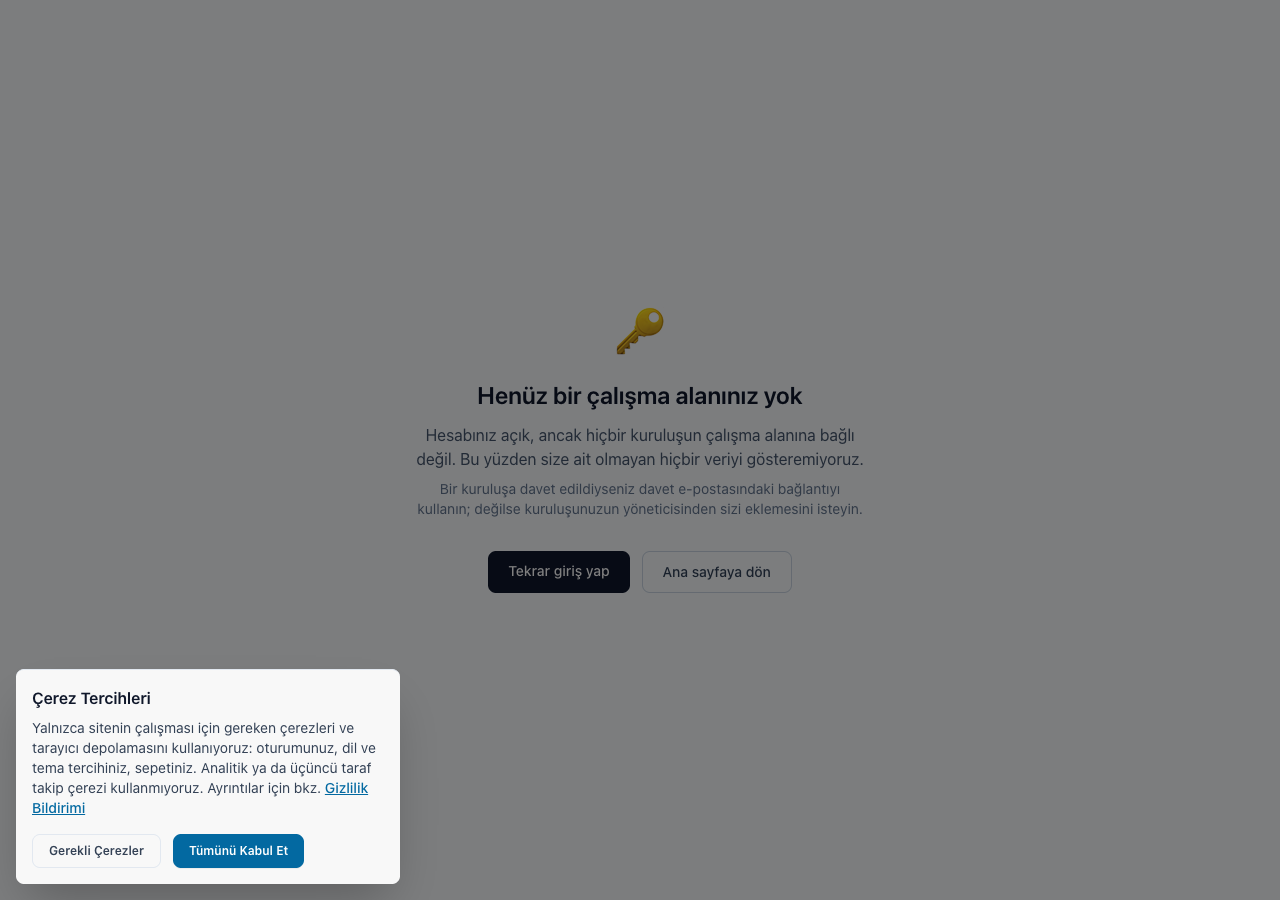 Henüz bir çalışma alanınız yok
Hesabınız açık, ancak hiçbir kuruluşun çalışma alanına bağlı
değil. Bu yüzden size ait olmayan hiçbir veriyi gösteremiyoruz.
Bir kuruluşa davet edildiyseniz davet e-postasındaki bağlantıyı
kullanın; değilse kuruluşunuzun yöneticisinden sizi eklemesini isteyin.
Tekrar giriş yap
Ana sayfaya dön
Çerez Tercihleri
Yalnızca sitenin çalışması için gereken çerezleri ve
tarayıcı depolamasını kullanıyoruz: oturumunuz, dil ve
tema tercihiniz, sepetiniz. Analitik ya da üçüncü taraf
takip çerezi kullanmıyoruz. Ayrıntılar için bkz. Gizlilik
Bildirimi
Gerekli Çerezler
Tümünü Kabul Et